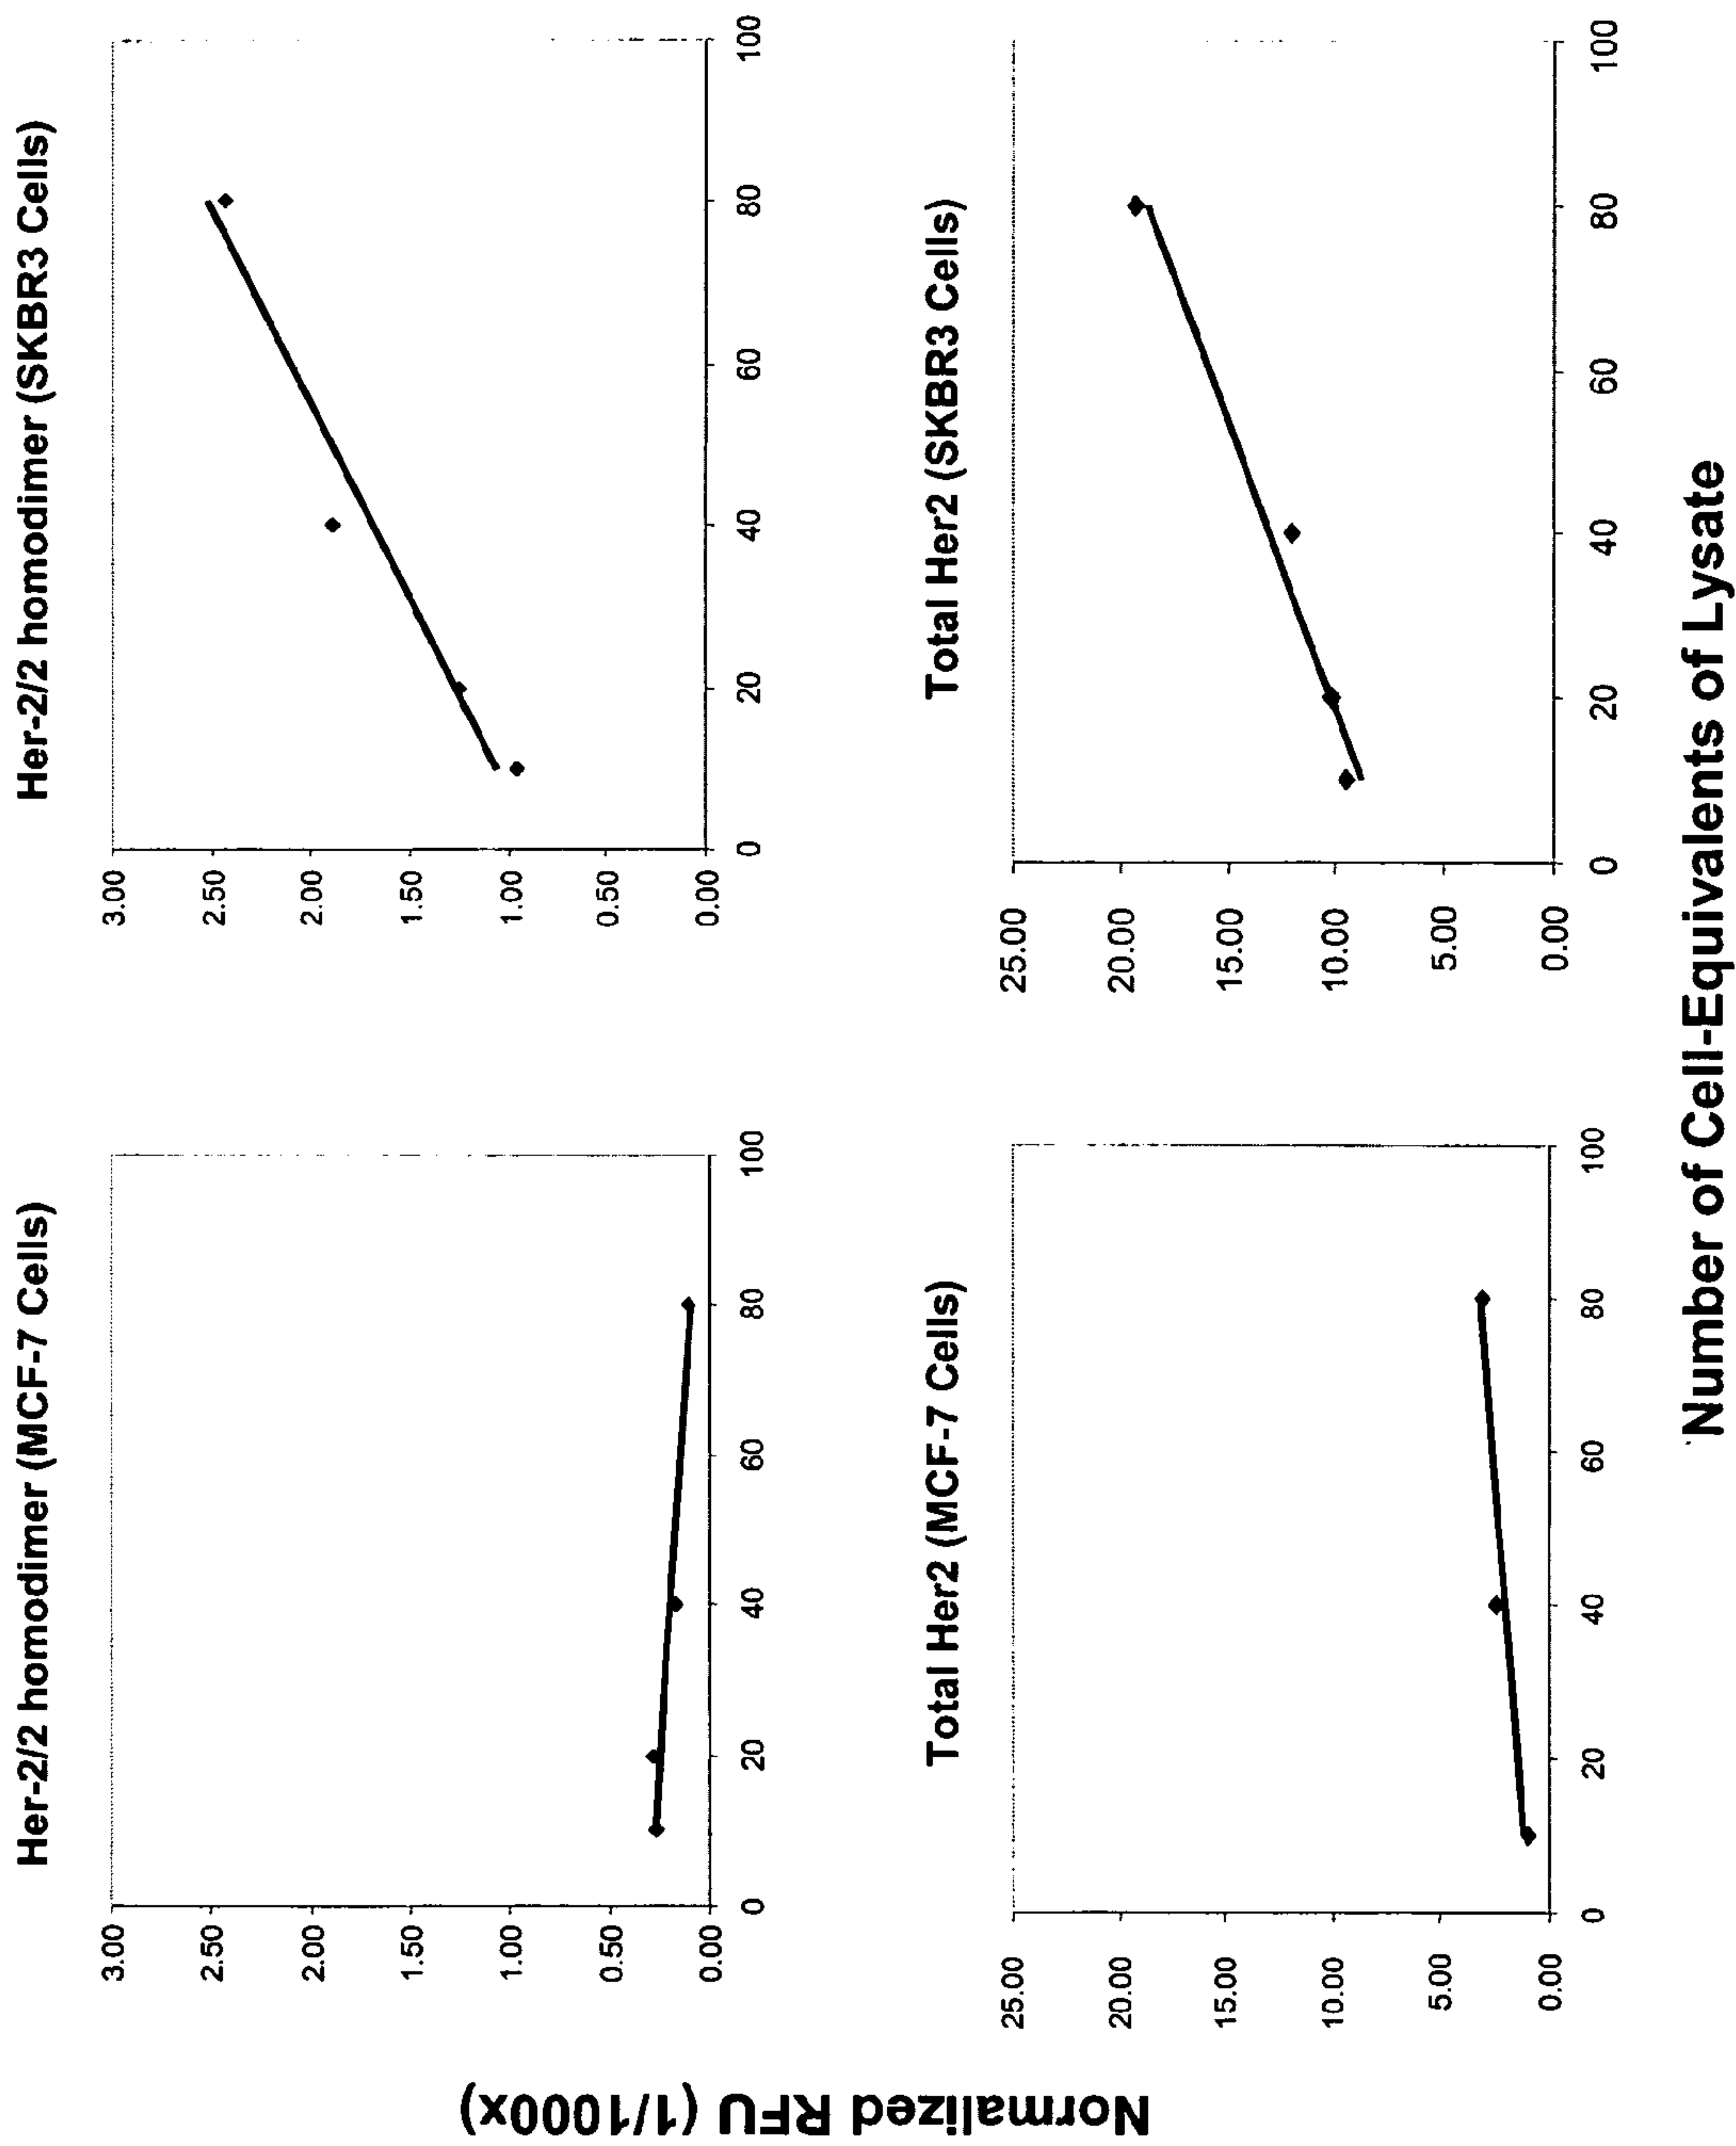 Normalized RFU (1/1000x)
Her-2/2 homodimer (MCF-7 Cells)
3.00
2.50
2.00
1.50
1.00
0.50
0.00
0 20 40 60 80 100
Her-2/2 homodimer (SKBR3 Cells)
3.00
2.50
2.00
1.50
1.00
0.50
0.00
0 20 40 60 80 100
Total Her2 (MCF-7 Cells)
25.00
20.00
15.00
10.00
5.00
0.00
0 20 40 60 80 100
Total Her2 (SKBR3 Cells)
25.00
20.00
15.00
10.00
5.00
0.00
0 20 40 60 80 100
Number of Cell-Equivalents of Lysate